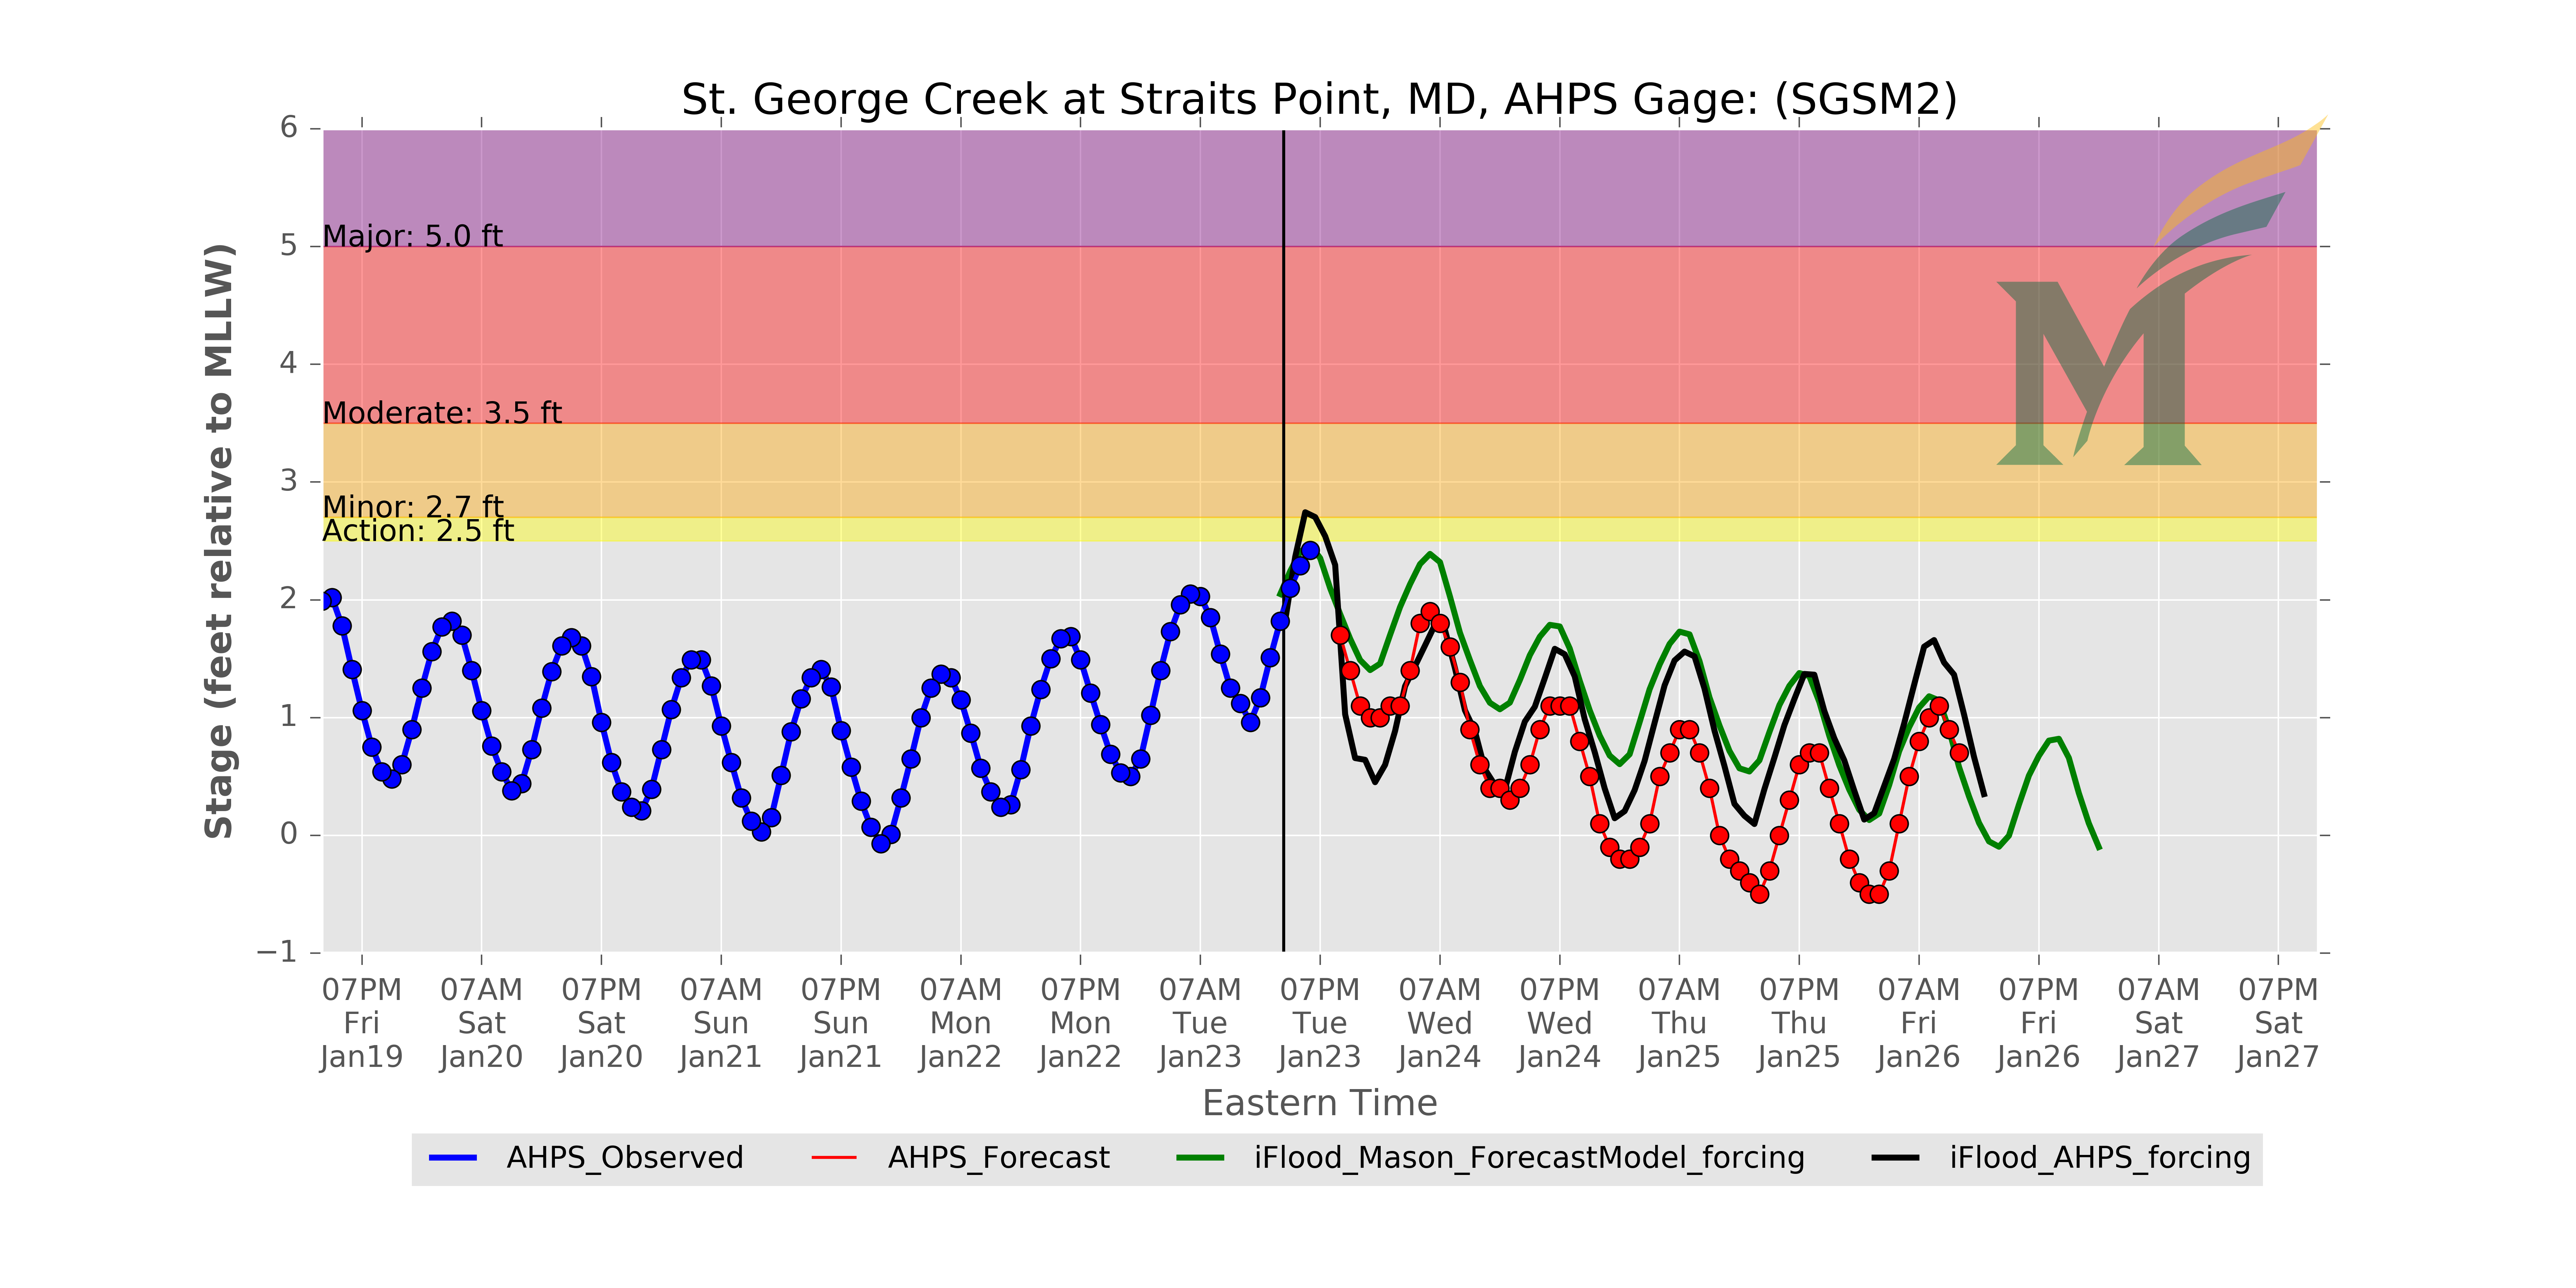 St. George Creek at Straits Point, MD, AHPS Gage: (SGSM2)
Stage (feet relative to MLLW)
6
5
4
3
2
1
0
−1
Major: 5.0 ft
Moderate: 3.5 ft
Minor: 2.7 ft
Action: 2.5 ft
M
07PM 07AM 07PM 07AM 07PM 07AM 07PM 07AM 07PM 07AM 07PM 07AM 07PM 07AM 07PM 07AM 07PM
Fri Sat Sat Sun Sun Mon Mon Tue Tue Wed Wed Thu Thu Fri Fri Sat Sat
Jan19 Jan20 Jan20 Jan21 Jan21 Jan22 Jan22 Jan23 Jan23 Jan24 Jan24 Jan25 Jan25 Jan26 Jan26 Jan27 Jan27
Eastern Time
AHPS_Observed AHPS_Forecast iFlood_Mason_ForecastModel_forcing iFlood_AHPS_forcing